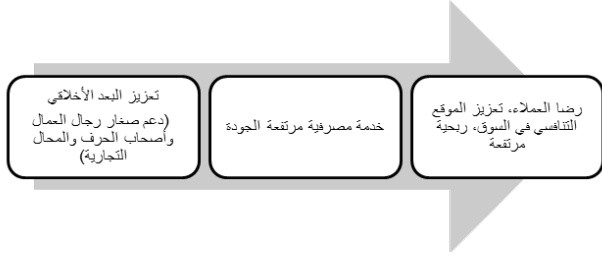 تعزيز البعد الأخلاقي
(دعم صغار رجال العمال
وأصحاب الحرف والمحال
التجارية)
خدمة مصرفية مرتفعة الجودة
رضا العملاء، تعزيز الموقع
التنافسي في السوق، ربحية
مرتفعة